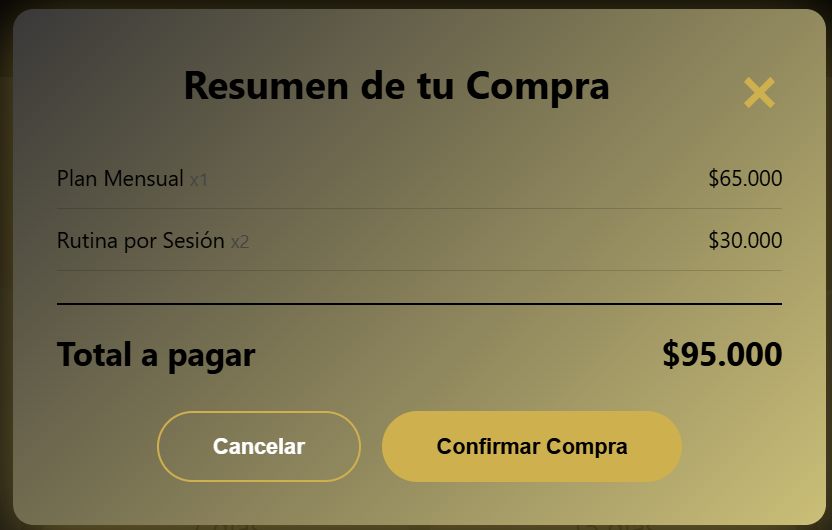 Resumen de tu Compra ×
Plan Mensual x1 $65.000
Rutina por Sesión x2 $30.000
Total a pagar $95.000
Cancelar Confirmar Compra